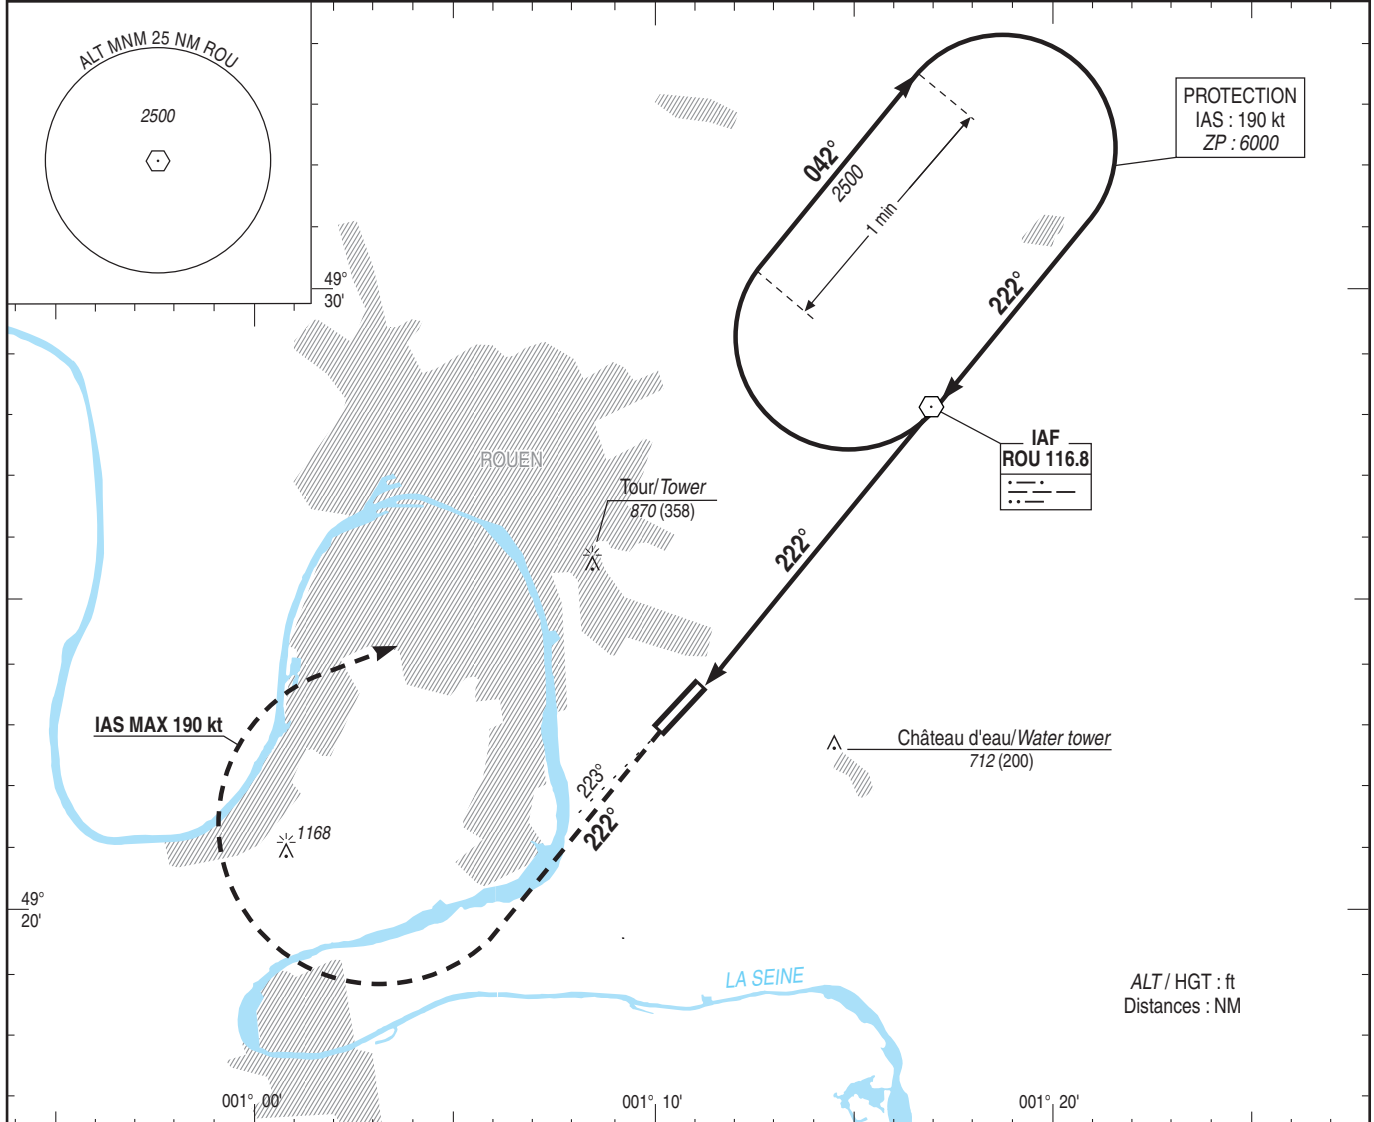 ALT MNM 25 NM ROU
2500
PROTECTION
IAS : 190 kt
ZP : 6000
042°
2500
1 min
222°
49°
30'
IAF
ROU 116.8
ROUEN
Tour/Tower
870 (358)
222°
IAS MAX 190 kt
Château d'eau/Water tower
712 (200)
223°
222°
1168
49°
20'
LA SEINE
ALT / HGT : ft
Distances : NM
001° 00'
001° 10'
001° 20'